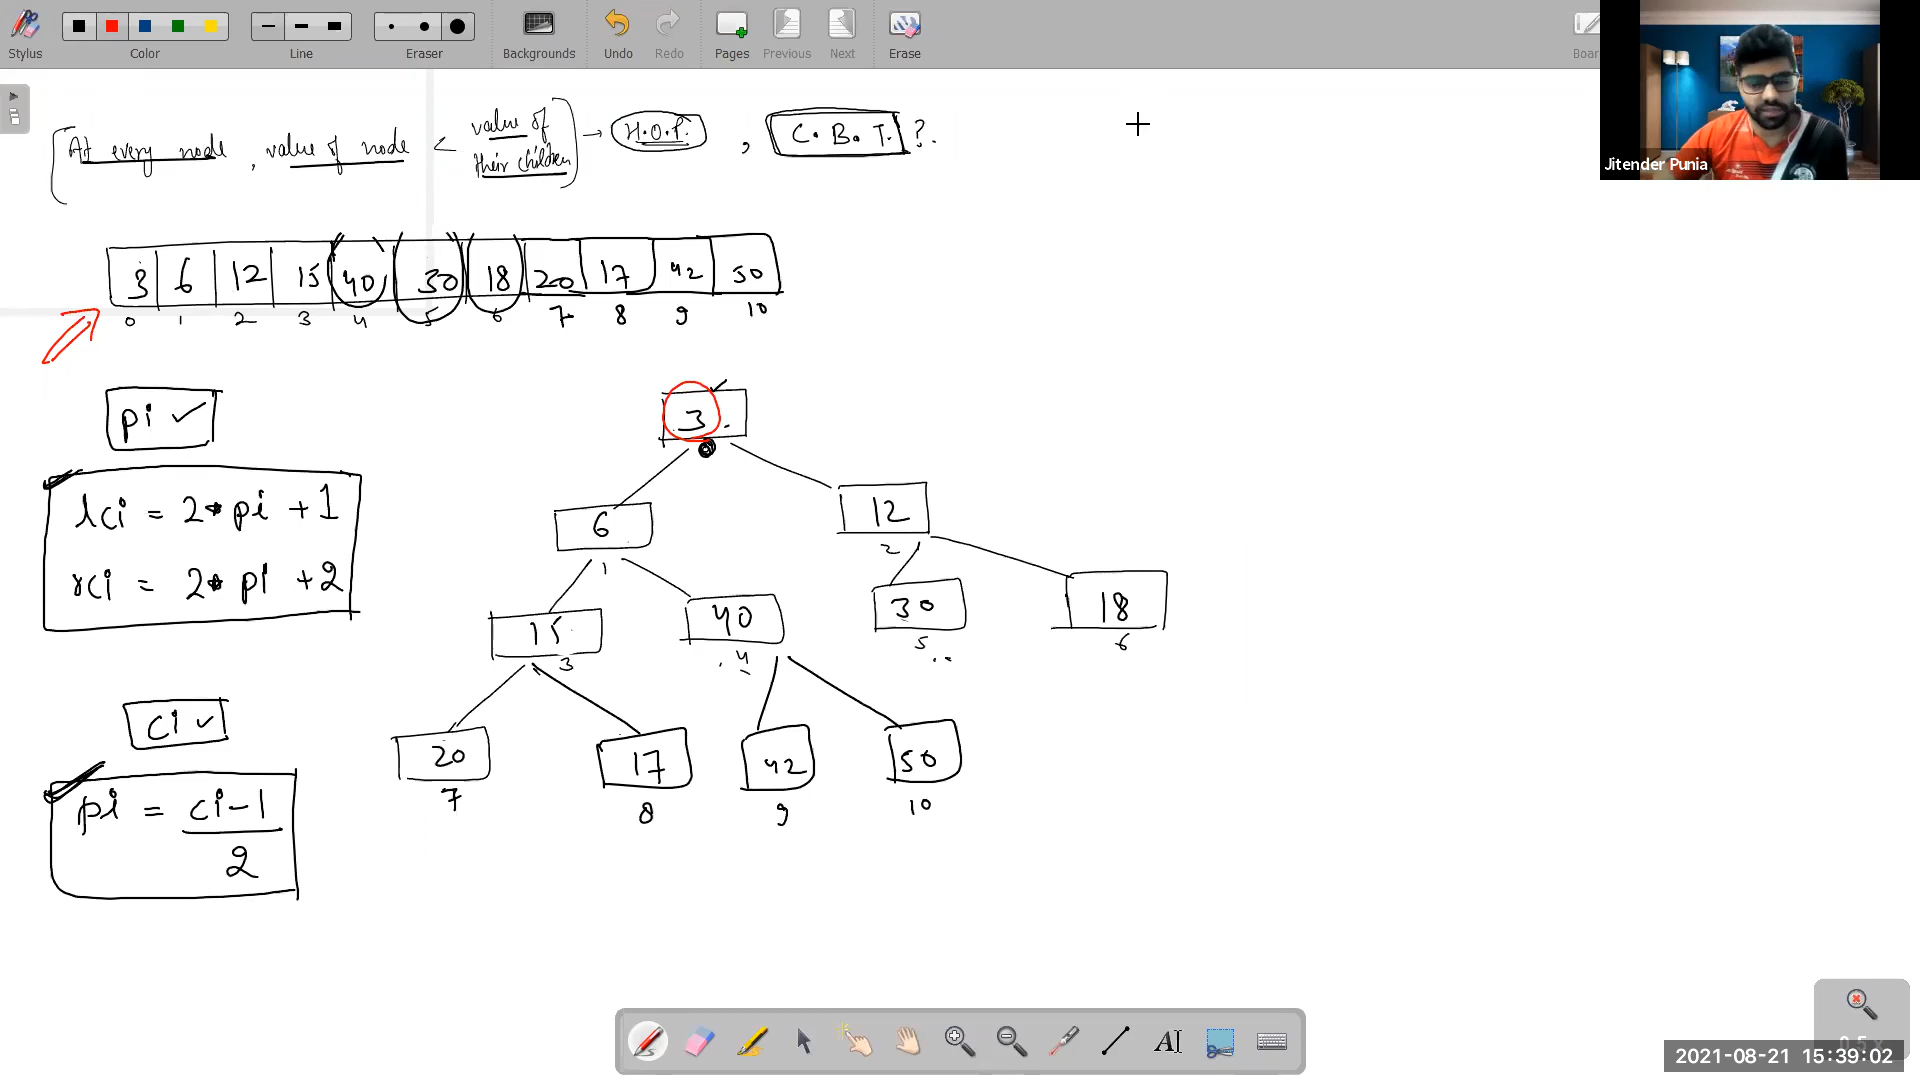 Stylus
Color
Line
Eraser
Backgrounds
Undo
Redo
Pages
Previous
Next
Erase
Boar
Jitender Punia
At every node, value of node < value of their children → H.O.P. , C.B.T. ?.
3 6 12 15 40 30 18 20 17 42 50
0 1 2 3 4 5 6 7 8 9 10
pi ✓
lci = 2* pi +1
rci = 2* pi +2
ci ✓
pi = ci-1
2
3
6
12
1
2
15
40
30
18
3
4
5
6
20
17
42
50
7
8
9
10
AI
0.5 x
2021-08-21 15:39:02